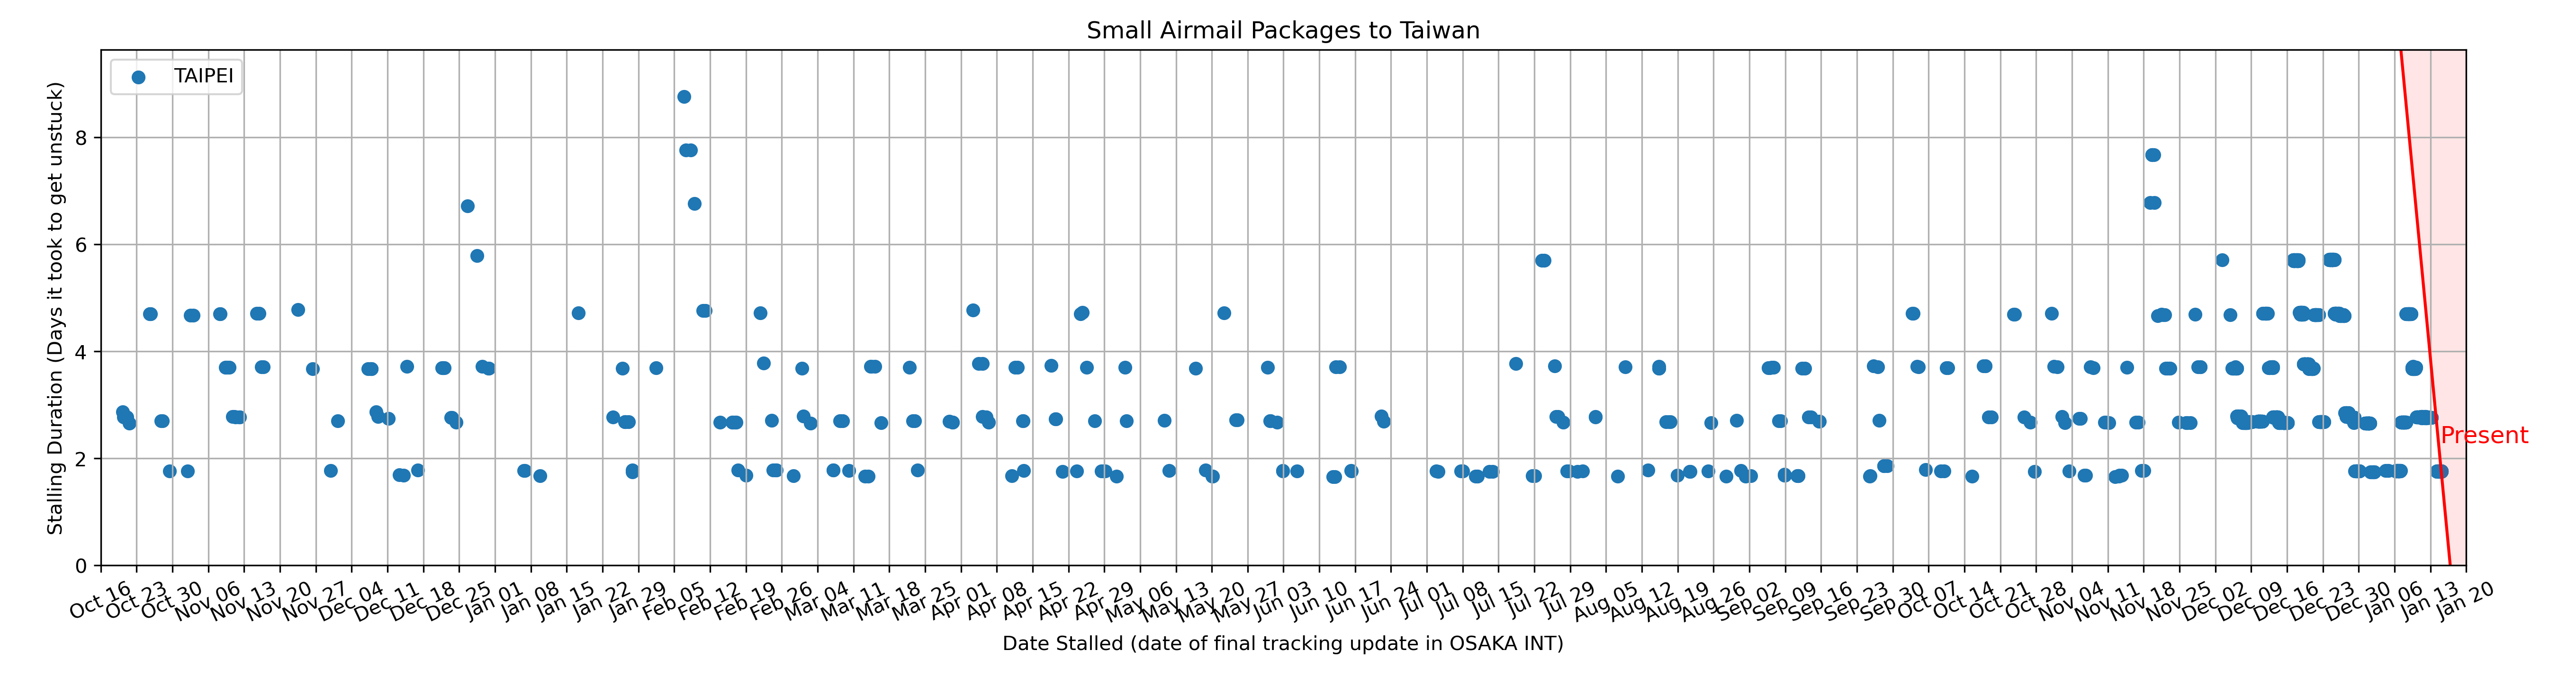 Small Airmail Packages to Taiwan
TAIPEI
Stalling Duration (Days it took to get unstuck)
8
6
4
2
0
Present
Oct 16
Oct 23
Oct 30
Nov 06
Nov 13
Nov 20
Nov 27
Dec 04
Dec 11
Dec 18
Dec 25
Jan 01
Jan 08
Jan 15
Jan 22
Jan 29
Feb 05
Feb 12
Feb 19
Feb 26
Mar 04
Mar 11
Mar 18
Mar 25
Apr 01
Apr 08
Apr 15
Apr 22
Apr 29
May 06
May 13
May 20
May 27
Jun 03
Jun 10
Jun 17
Jun 24
Jul 01
Jul 08
Jul 15
Jul 22
Jul 29
Aug 05
Aug 12
Aug 19
Aug 26
Sep 02
Sep 09
Sep 16
Sep 23
Sep 30
Oct 07
Oct 14
Oct 21
Oct 28
Nov 04
Nov 11
Nov 18
Nov 25
Dec 02
Dec 09
Dec 16
Dec 23
Dec 30
Jan 06
Jan 13
Jan 20
Date Stalled (date of final tracking update in OSAKA INT)